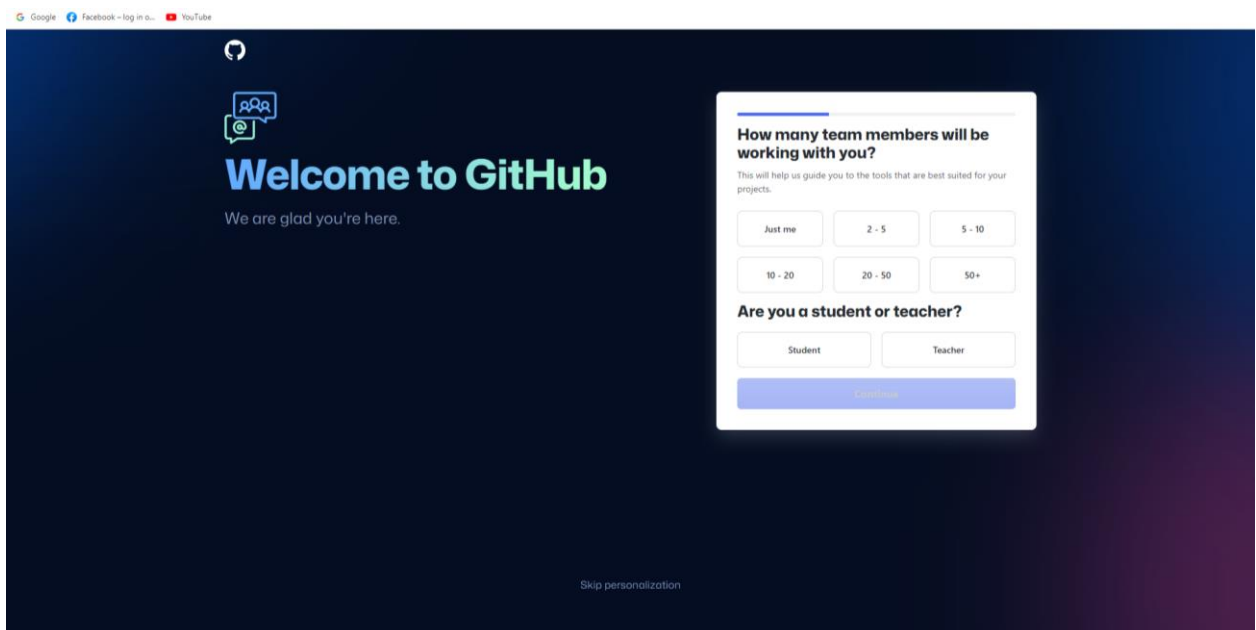 Google Facebook – log in o... YouTube
Welcome to GitHub
We are glad you're here.
How many team members will be
working with you?
This will help us guide you to the tools that are best suited for your
projects.
Just me 2 - 5 5 - 10
10 - 20 20 - 50 50+
Are you a student or teacher?
Student Teacher
Continue
Skip personalization